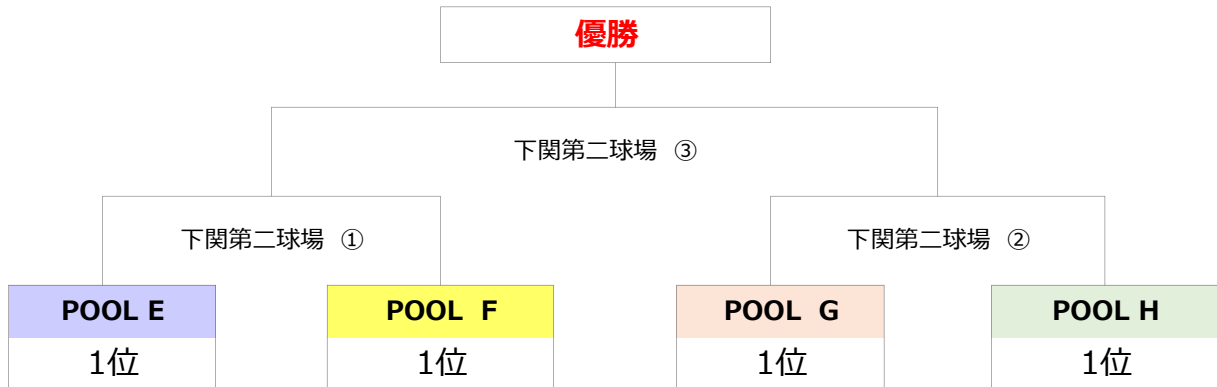 優勝
下関第二球場 ③
下関第二球場 ①
下関第二球場 ②
POOL E
POOL F
POOL G
POOL H
1位
1位
1位
1位